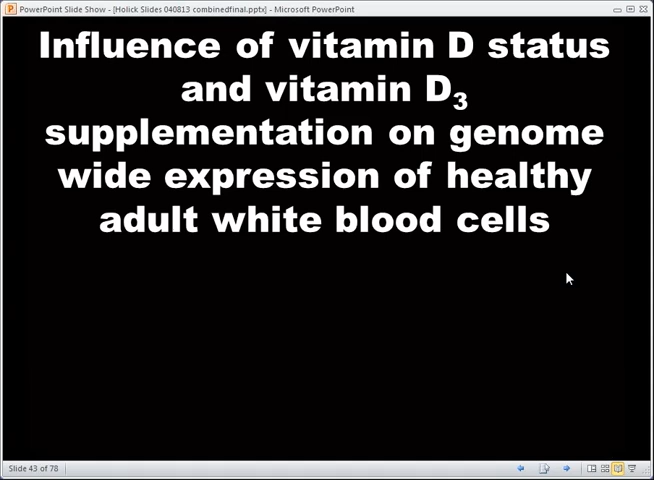 PowerPoint Slide Show - [Holick Slides 040813 combinedfinal.pptx] - Microsoft PowerPoint
Influence of vitamin D status
and vitamin D₃
supplementation on genome
wide expression of healthy
adult white blood cells
Slide 43 of 78